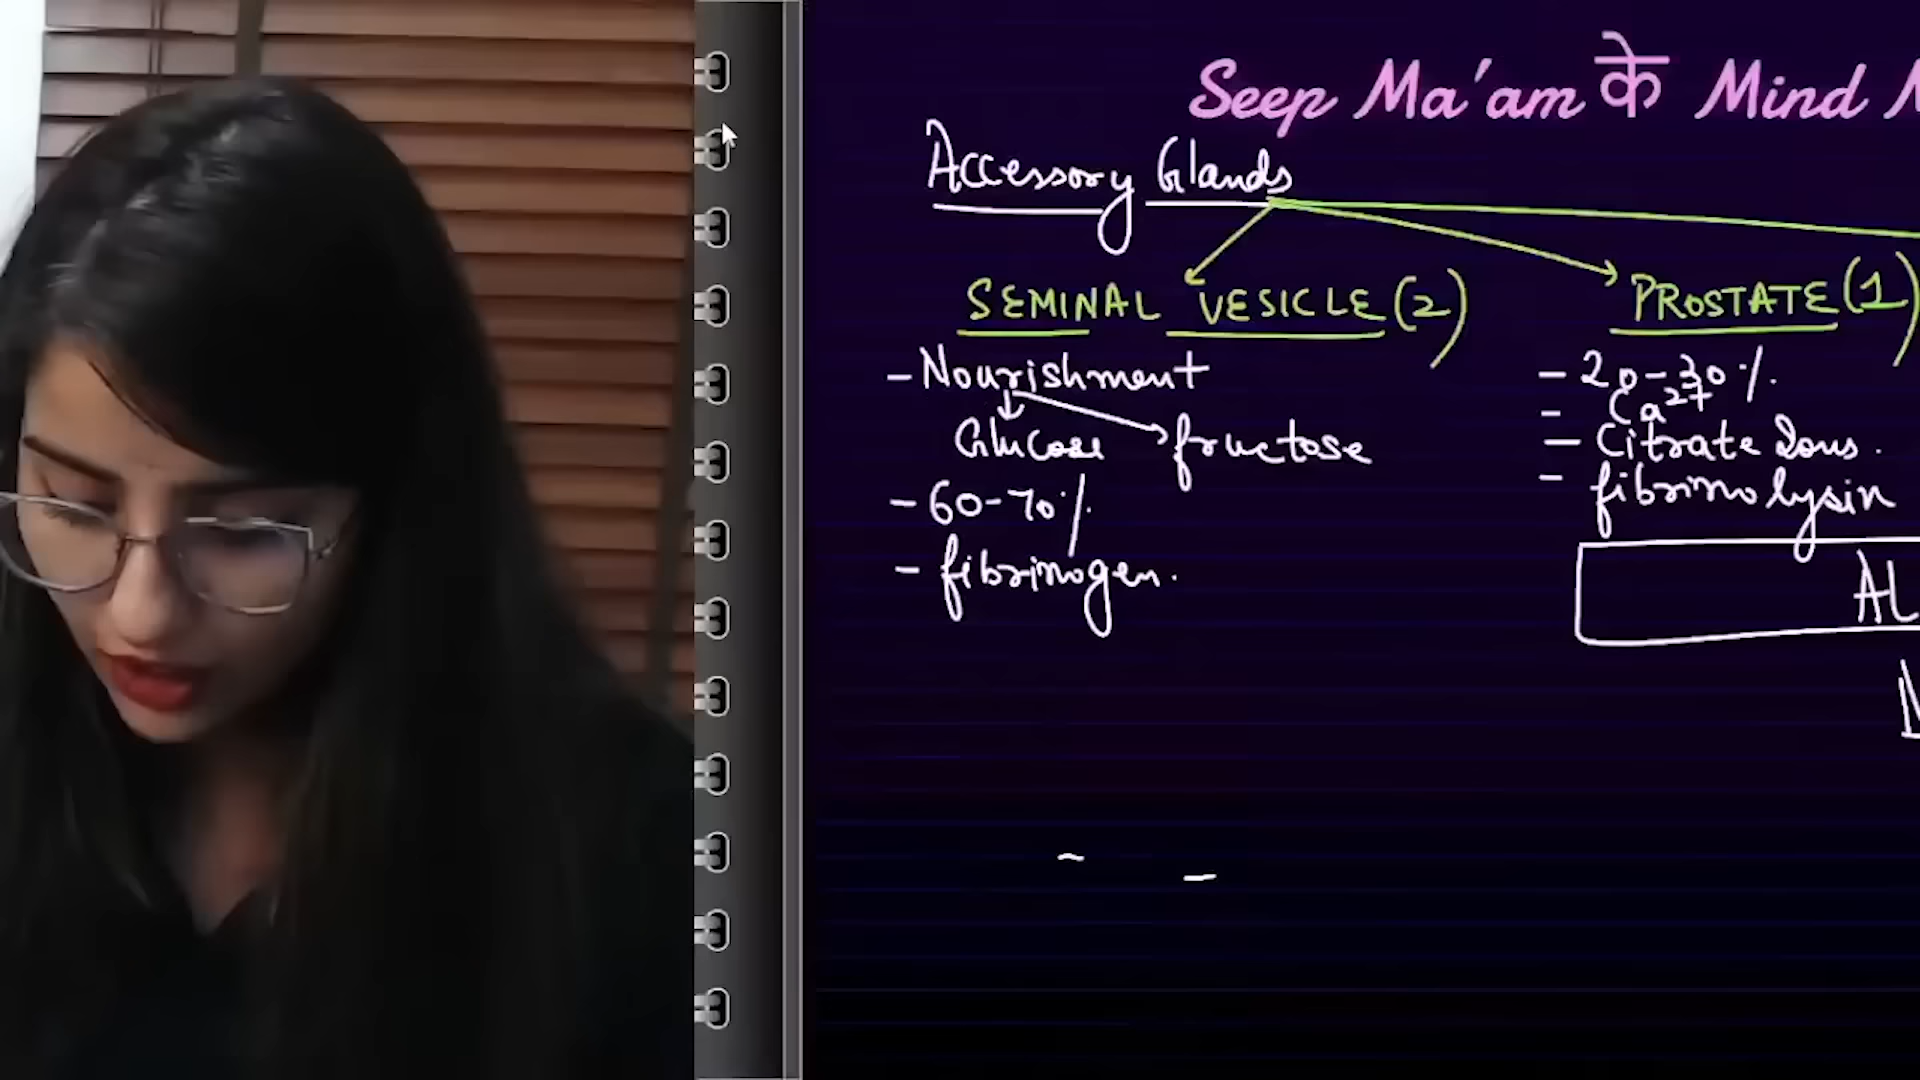 Seep Ma'am के Mind M
Accessory Glands
SEMINAL VESICLE (2)
PROSTATE (1)
- Nourishment
Glucose
fructose
- 60-70%.
- fibrinogen.
- 20-30%.
- Ca2+
- Citrate Ions.
- fibrinolysin
AL